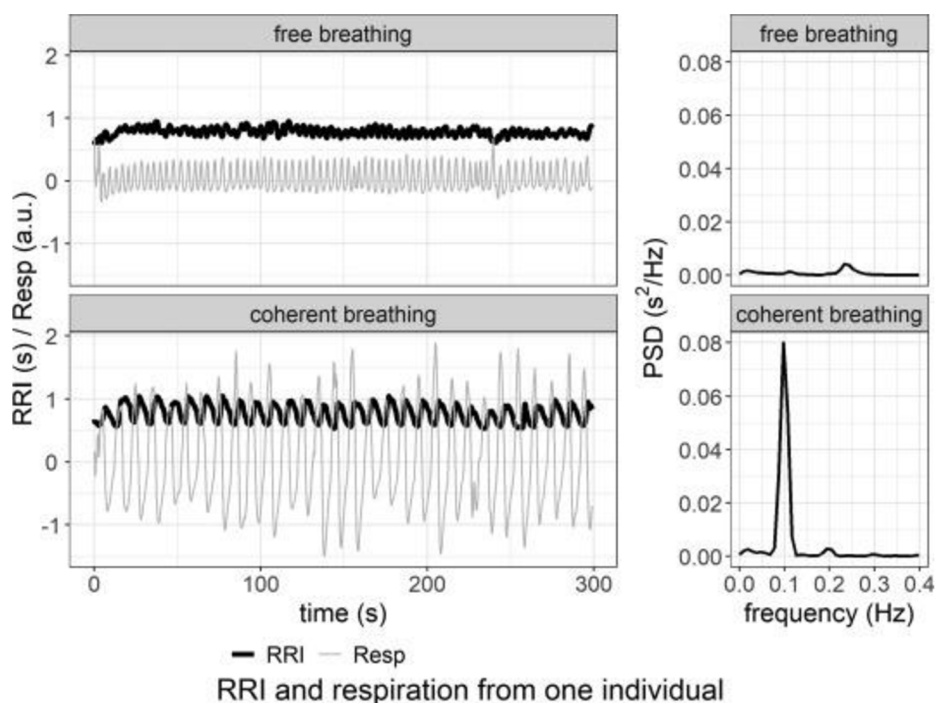 free breathing
free breathing
2
1
0
-1
0.08
0.06
0.04
0.02
0.00
coherent breathing
coherent breathing
2
1
0
-1
0.08
0.06
0.04
0.02
0.00
RRI (s) / Resp (a.u.)
PSD (s²/Hz)
0 100 200 300
0.0 0.1 0.2 0.3 0.4
time (s)
frequency (Hz)
RRI Resp
RRI and respiration from one individual